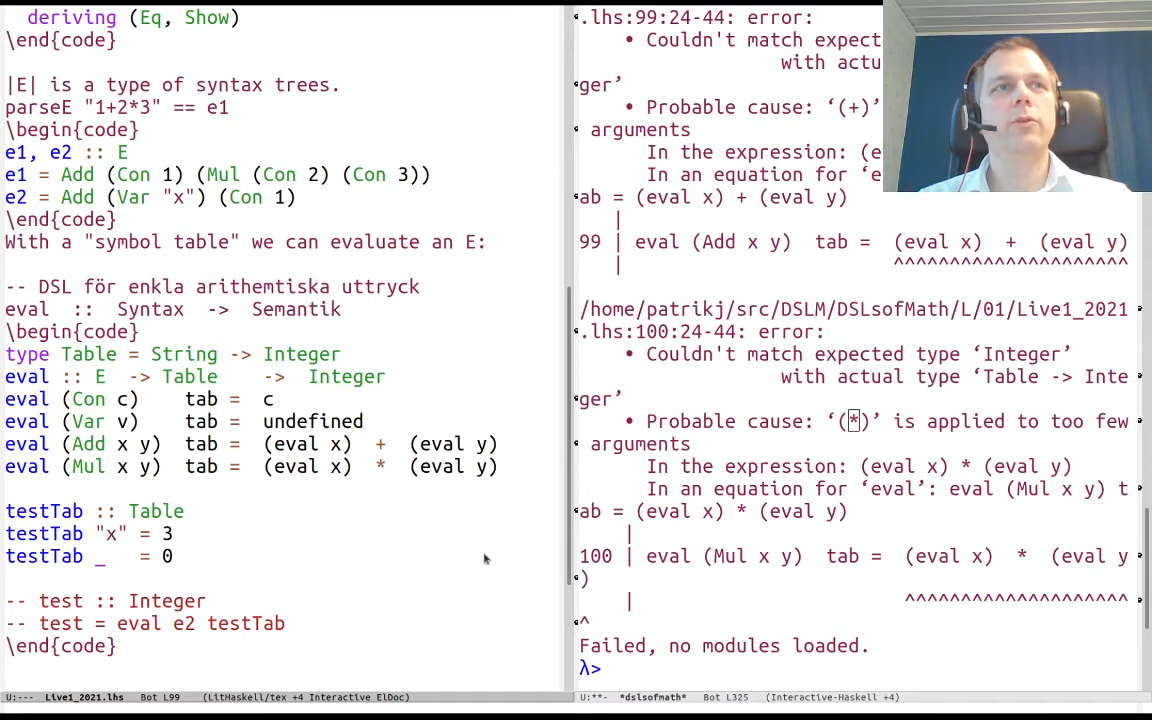 deriving (Eq, Show)
\end{code}
|E| is a type of syntax trees.
parseE "1+2*3" == e1
\begin{code}
e1, e2 :: E
e1 = Add (Con 1) (Mul (Con 2) (Con 3))
e2 = Add (Var "x") (Con 1)
\end{code}
With a "symbol table" we can evaluate an E:
-- DSL för enkla arithemtiska uttryck
eval :: Syntax -> Semantik
\begin{code}
type Table = String -> Integer
eval :: E -> Table -> Integer
eval (Con c) tab = c
eval (Var v) tab = undefined
eval (Add x y) tab = (eval x) + (eval y)
eval (Mul x y) tab = (eval x) * (eval y)
testTab :: Table
testTab "x" = 3
testTab _ = 0
-- test :: Integer
-- test = eval e2 testTab
\end{code}
U:--- Live1_2021.lhs Bot L99 (LitHaskell/tex +4 Interactive ElDoc)
.lhs:99:24-44: error:
• Couldn't match expect
with actu
ger’
• Probable cause: ‘(+)’
arguments
In the expression: (e
In an equation for ‘e
ab = (eval x) + (eval y)
|
99 | eval (Add x y) tab = (eval x) + (eval y)
| ^^^^^^^^^^^^^^^^^^^^^
/home/patrikj/src/DSLM/DSLsofMath/L/01/Live1_2021
.lhs:100:24-44: error:
• Couldn't match expected type ‘Integer’
with actual type ‘Table -> Inte
ger’
• Probable cause: ‘(*)’ is applied to too few
arguments
In the expression: (eval x) * (eval y)
In an equation for ‘eval’: eval (Mul x y) t
ab = (eval x) * (eval y)
|
100 | eval (Mul x y) tab = (eval x) * (eval y
)
| ^^^^^^^^^^^^^^^^^^^^
^
Failed, no modules loaded.
λ>
U:**- *dslsofmath* Bot L325 (Interactive-Haskell +4)